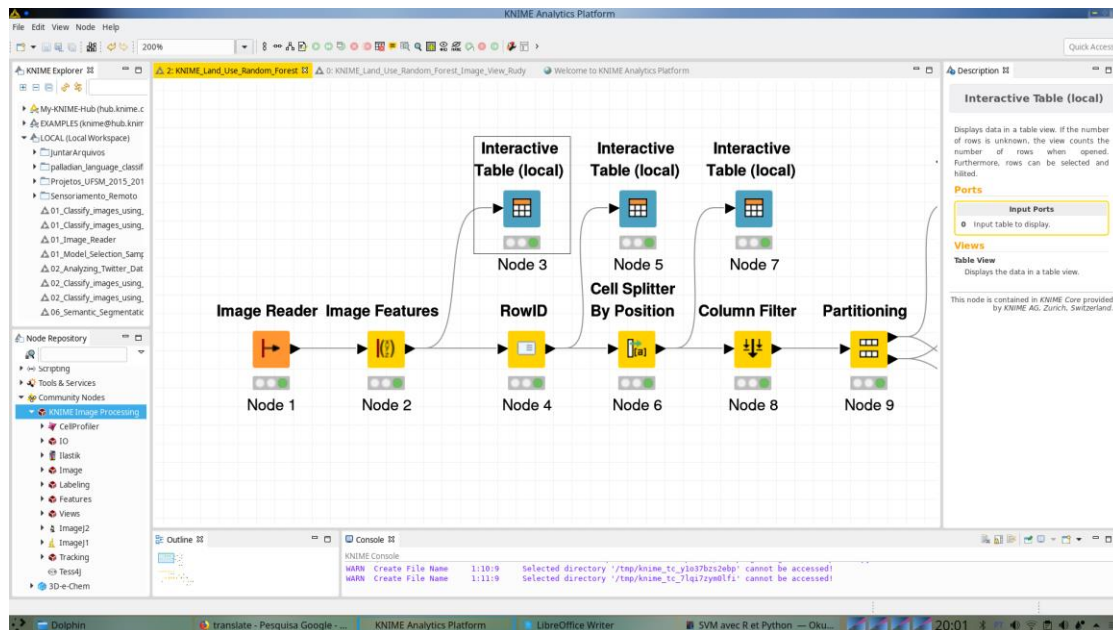 KNIME Analytics Platform
File Edit View Node Help
200%
Quick Access
KNIME Explorer
My-KNIME-Hub (hub.knime.c
EXAMPLES (knime@hub.knim
LOCAL (Local Workspace)
JuntarArquivos
palladian_language_classif
Projetos_UFSM_2015_201
Sensoriamento_Remoto
01_Classify_images_using_
01_Classify_images_using_
01_Image_Reader
01_Model_Selection_Samp
02_Analyzing_Twitter_Dat
02_Classify_images_using_
02_Classify_images_using_
06_Semantic_Segmentatic
Node Repository
Scripting
Tools & Services
Community Nodes
KNIME Image Processing
CellProfiler
IO
Ilastik
Image
Labeling
Features
Views
ImageJ2
ImageJ1
Tracking
Tess4J
3D-e-Chem
2: KNIME_Land_Use_Random_Forest
0: KNIME_Land_Use_Random_Forest_Image_View_Rudy
Welcome to KNIME Analytics Platform
Interactive
Table (local)
Node 3
Interactive
Table (local)
Node 5
Interactive
Table (local)
Node 7
Image Reader
Node 1
Image Features
Node 2
RowID
Node 4
Cell Splitter
By Position
Node 6
Column Filter
Node 8
Partitioning
Node 9
Description
Interactive Table (local)
Displays data in a table view. If the number
of rows is unknown, the view counts the
number of rows when opened.
Furthermore, rows can be selected and
hilited.
Ports
Input Ports
0 Input table to display.
Views
Table View
Displays the data in a table view.
This node is contained in KNIME Core provided
by KNIME AG, Zurich, Switzerland.
Outline
Console
KNIME Console
WARN Create File Name 1:10:9 Selected directory '/tmp/knime_tc_y1o37bzs2ebp' cannot be accessed!
WARN Create File Name 1:11:9 Selected directory '/tmp/knime_tc_7lqi7zym0lfi' cannot be accessed!
Dolphin
translate - Pesquisa Google - ...
KNIME Analytics Platform
LibreOffice Writer
SVM avec R et Python — Oku...
20:01